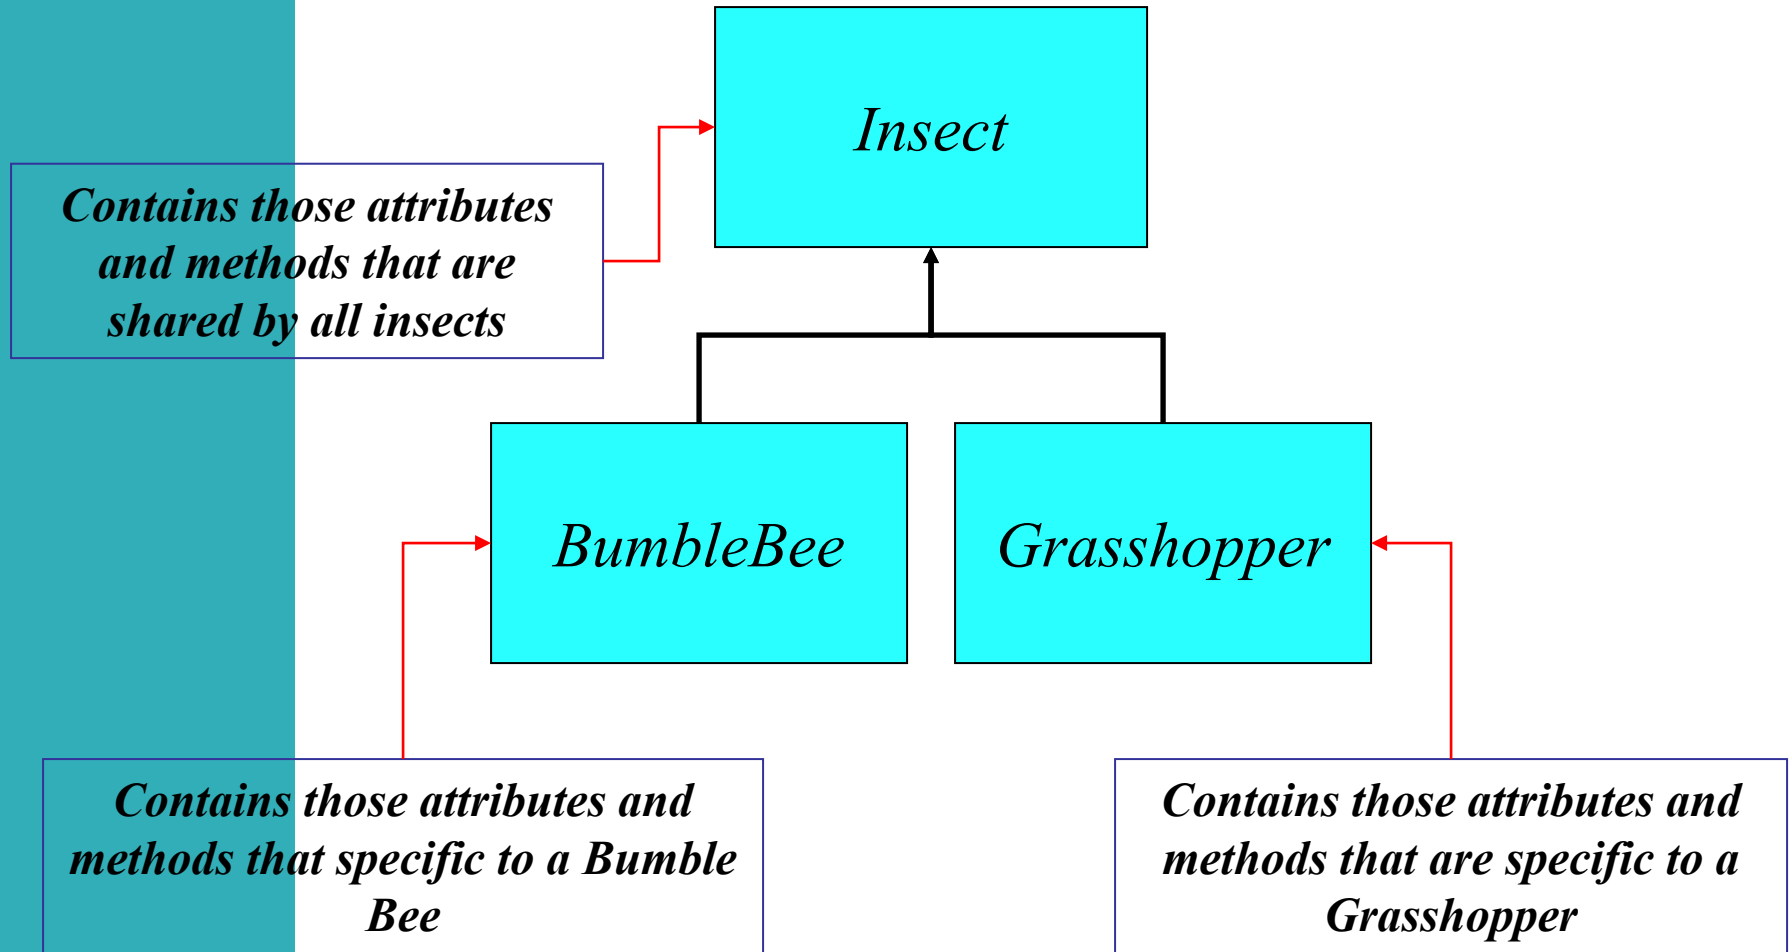 Insect
Contains those attributes
and methods that are
shared by all insects
BumbleBee
Grasshopper
Contains those attributes and
methods that specific to a Bumble
Bee
Contains those attributes and
methods that are specific to a
Grasshopper